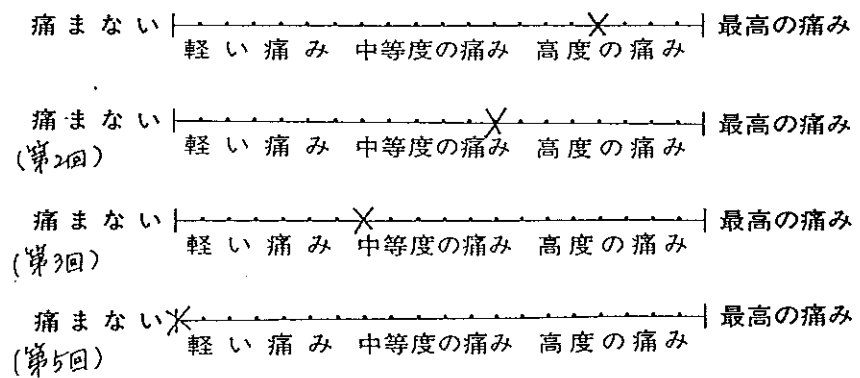 痛まない 最高の痛み
軽い痛み 中等度の痛み 高度の痛み
痛まない 最高の痛み
(第2回) 軽い痛み 中等度の痛み 高度の痛み
痛まない 最高の痛み
(第3回) 軽い痛み 中等度の痛み 高度の痛み
痛まない 最高の痛み
(第5回) 軽い痛み 中等度の痛み 高度の痛み